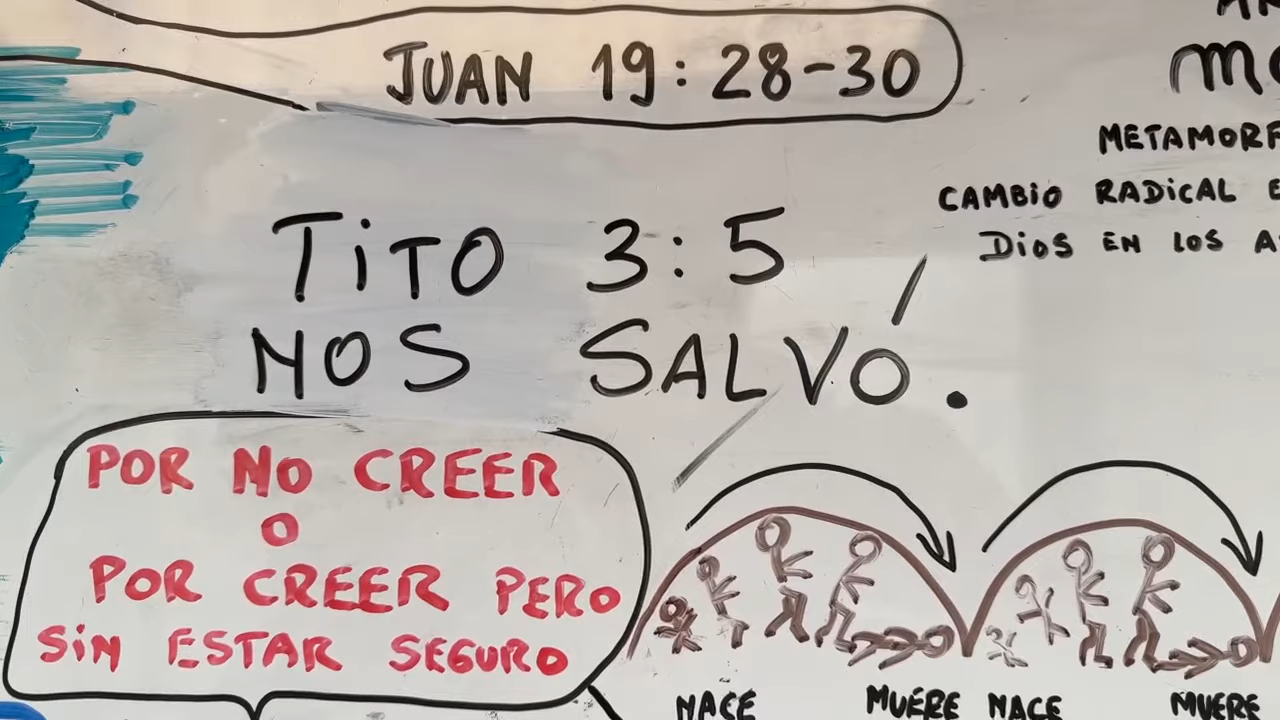 JUAN 19:28-30
TiTO 3:5
NOS SALVÓ.
METAMORF
CAMBiO RADiCAL E
DiOS EN LOS A
POR NO CREER
O
POR CREER PERO
SiN ESTAR SEGURO
NACE MUERE NACE MUERE